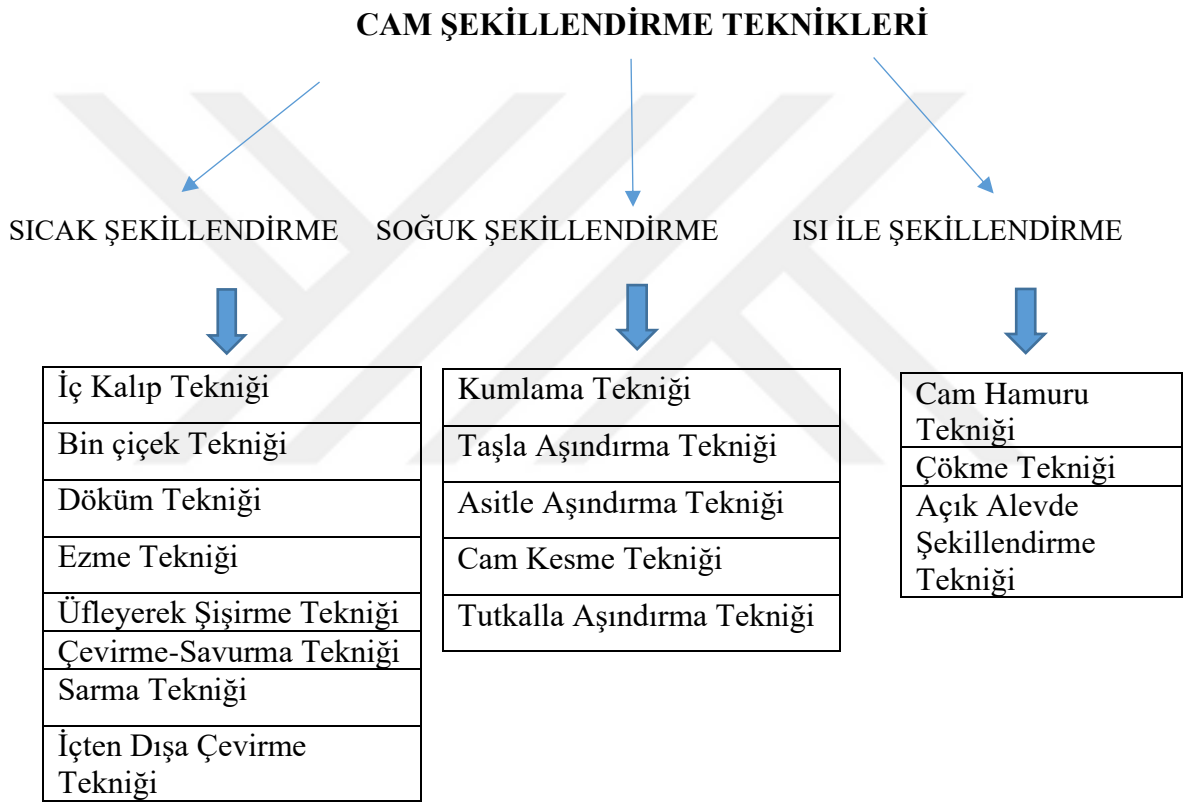 CAM ŞEKİLLENDİRME TEKNİKLERİ
SICAK ŞEKİLLENDİRME
SOĞUK ŞEKİLLENDİRME
ISI İLE ŞEKİLLENDİRME
İç Kalıp Tekniği
Bin çiçek Tekniği
Döküm Tekniği
Ezme Tekniği
Üfleyerek Şişirme Tekniği
Çevirme-Savurma Tekniği
Sarma Tekniği
İçten Dışa Çevirme
Tekniği
Kumlama Tekniği
Taşla Aşındırma Tekniği
Asitle Aşındırma Tekniği
Cam Kesme Tekniği
Tutkalla Aşındırma Tekniği
Cam Hamuru
Tekniği
Çökme Tekniği
Açık Alevde
Şekillendirme
Tekniği